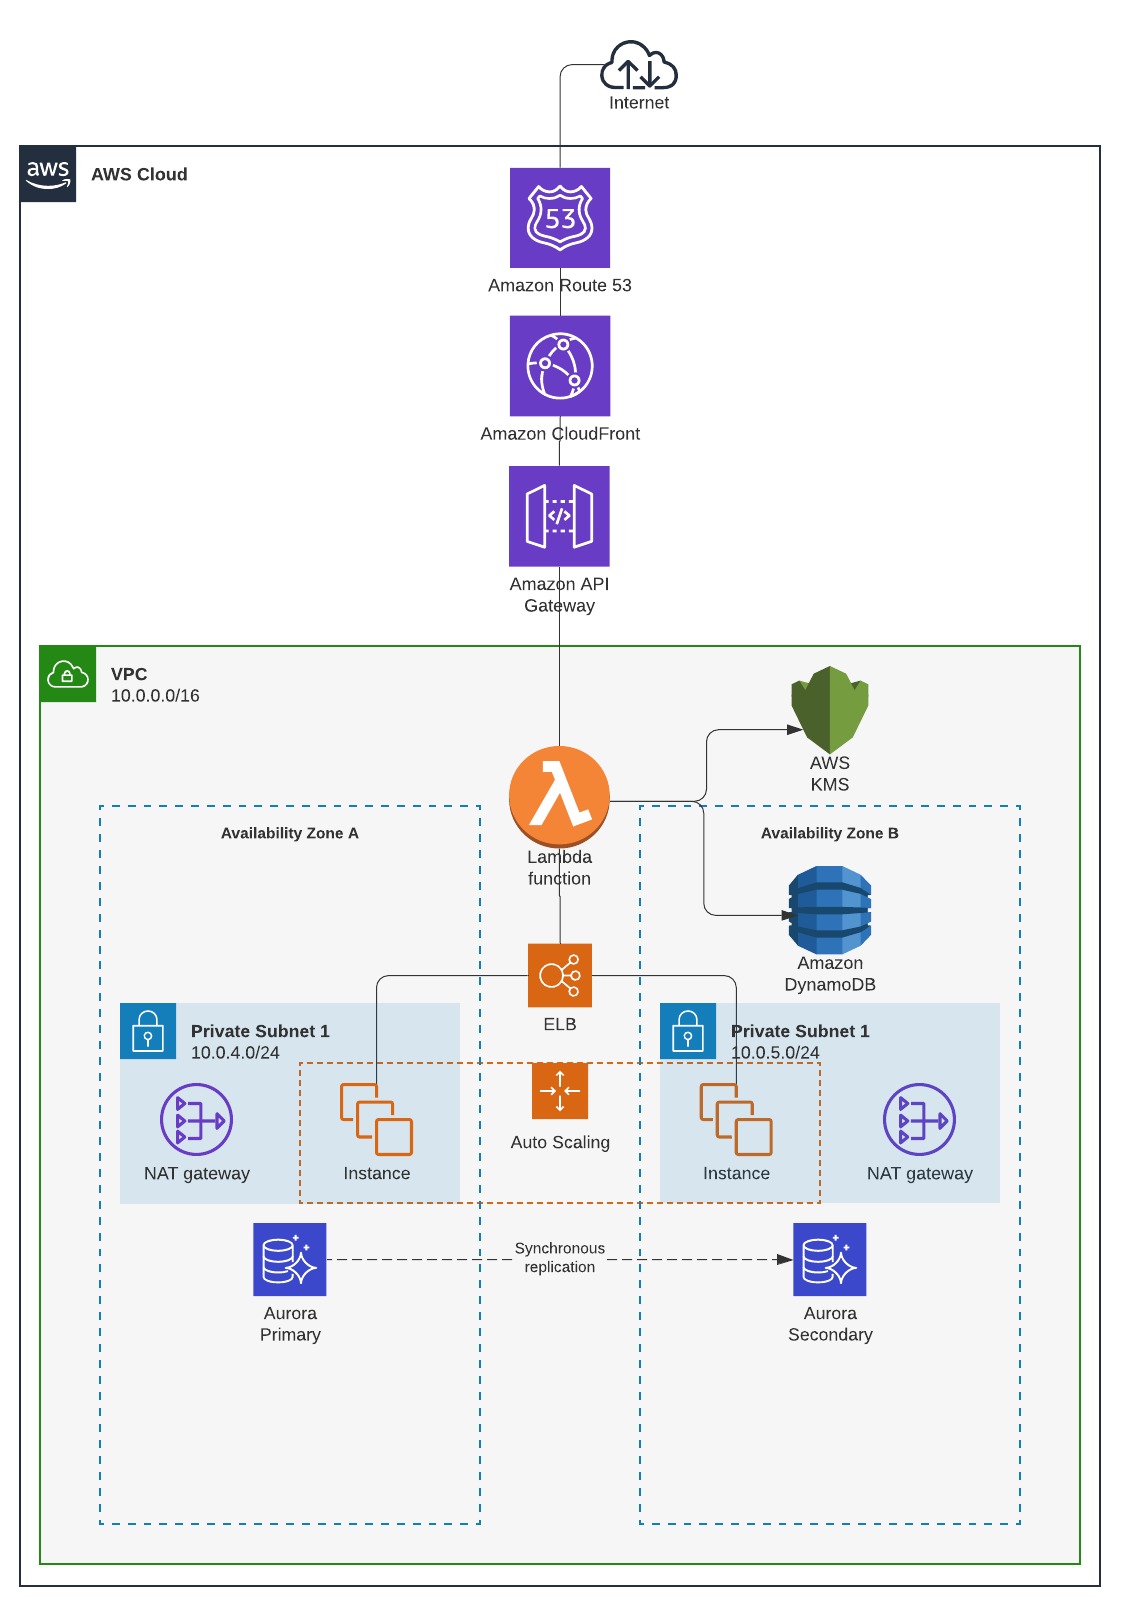 Internet
aws
AWS Cloud
53
Amazon Route 53
Amazon CloudFront
</>
Amazon API
Gateway
VPC
10.0.0.0/16
AWS
KMS
Availability Zone A
Availability Zone B
Lambda
function
Amazon
DynamoDB
ELB
Private Subnet 1
10.0.4.0/24
Private Subnet 1
10.0.5.0/24
Auto Scaling
NAT gateway
Instance
Instance
NAT gateway
Synchronous
replication
Aurora
Primary
Aurora
Secondary